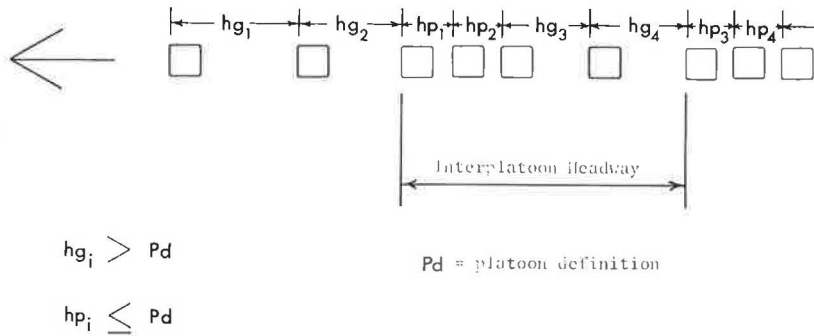 hg₁ hg₂ hp₁ hp₂ hg₃ hg₄ hp₃ hp₄
Interplatoon Headway
hgᵢ > Pd
Pd = platoon definition
hpᵢ ≤ Pd